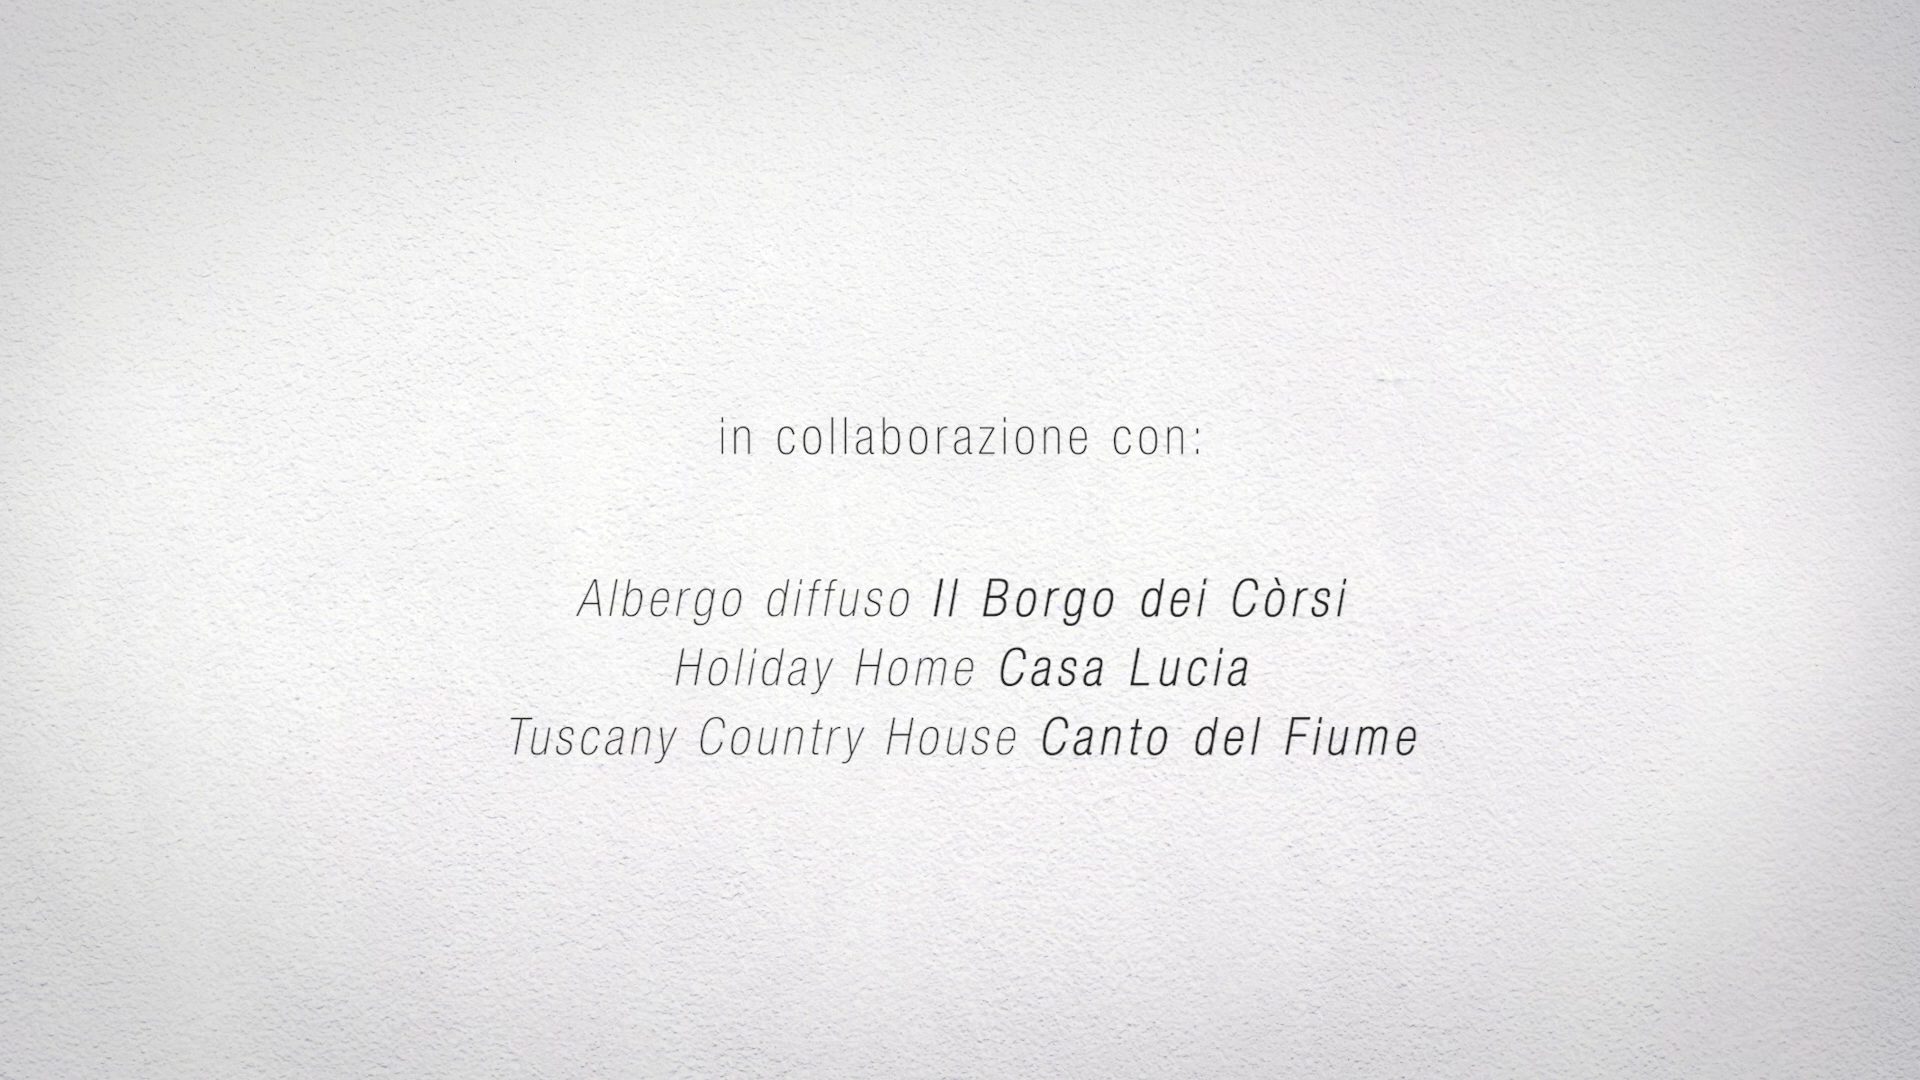 in collaborazione con:
Albergo diffuso Il Borgo dei Còrsi
Holiday Home Casa Lucia
Tuscany Country House Canto del Fiume